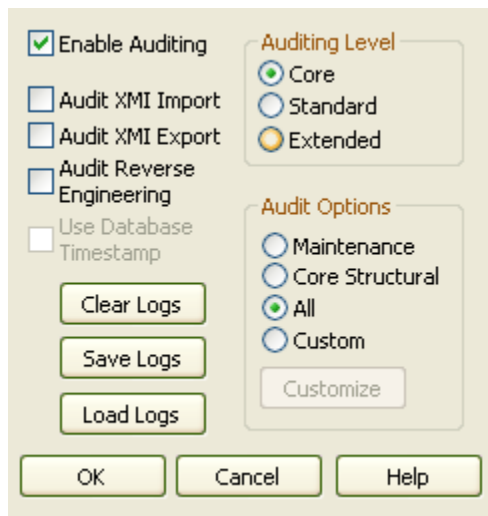 Enable Auditing
Audit XMI Import
Audit XMI Export
Audit Reverse
Engineering
Use Database
Timestamp
Clear Logs
Save Logs
Load Logs
Auditing Level
Core
Standard
Extended
Audit Options
Maintenance
Core Structural
All
Custom
Customize
OK
Cancel
Help